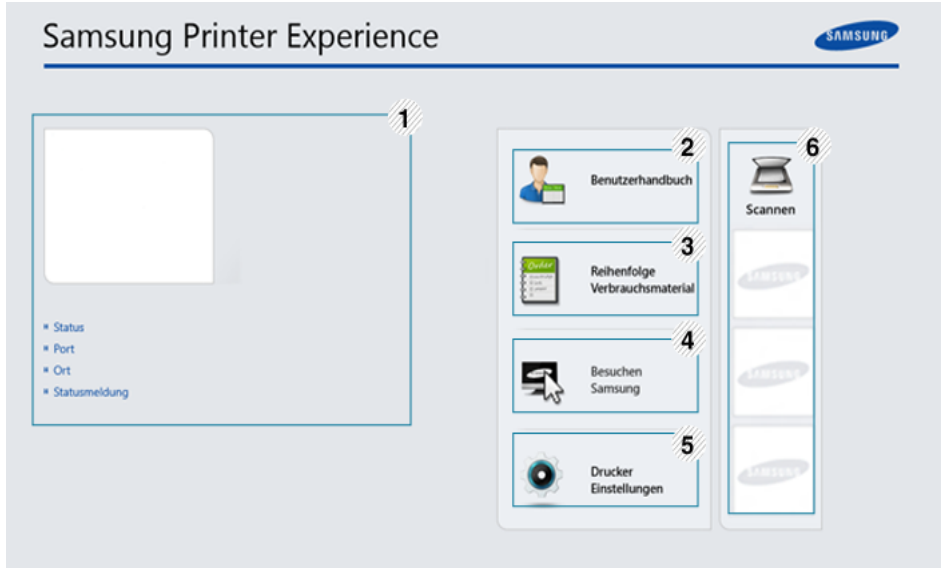 Samsung Printer Experience
SAMSUNG
1
Status
Port
Ort
Statusmeldung
2
Benutzerhandbuch
3
Order
Reihenfolge
Verbrauchsmaterial
4
Besuchen
Samsung
5
Drucker
Einstellungen
6
Scannen
SAMSUNG
SAMSUNG
SAMSUNG